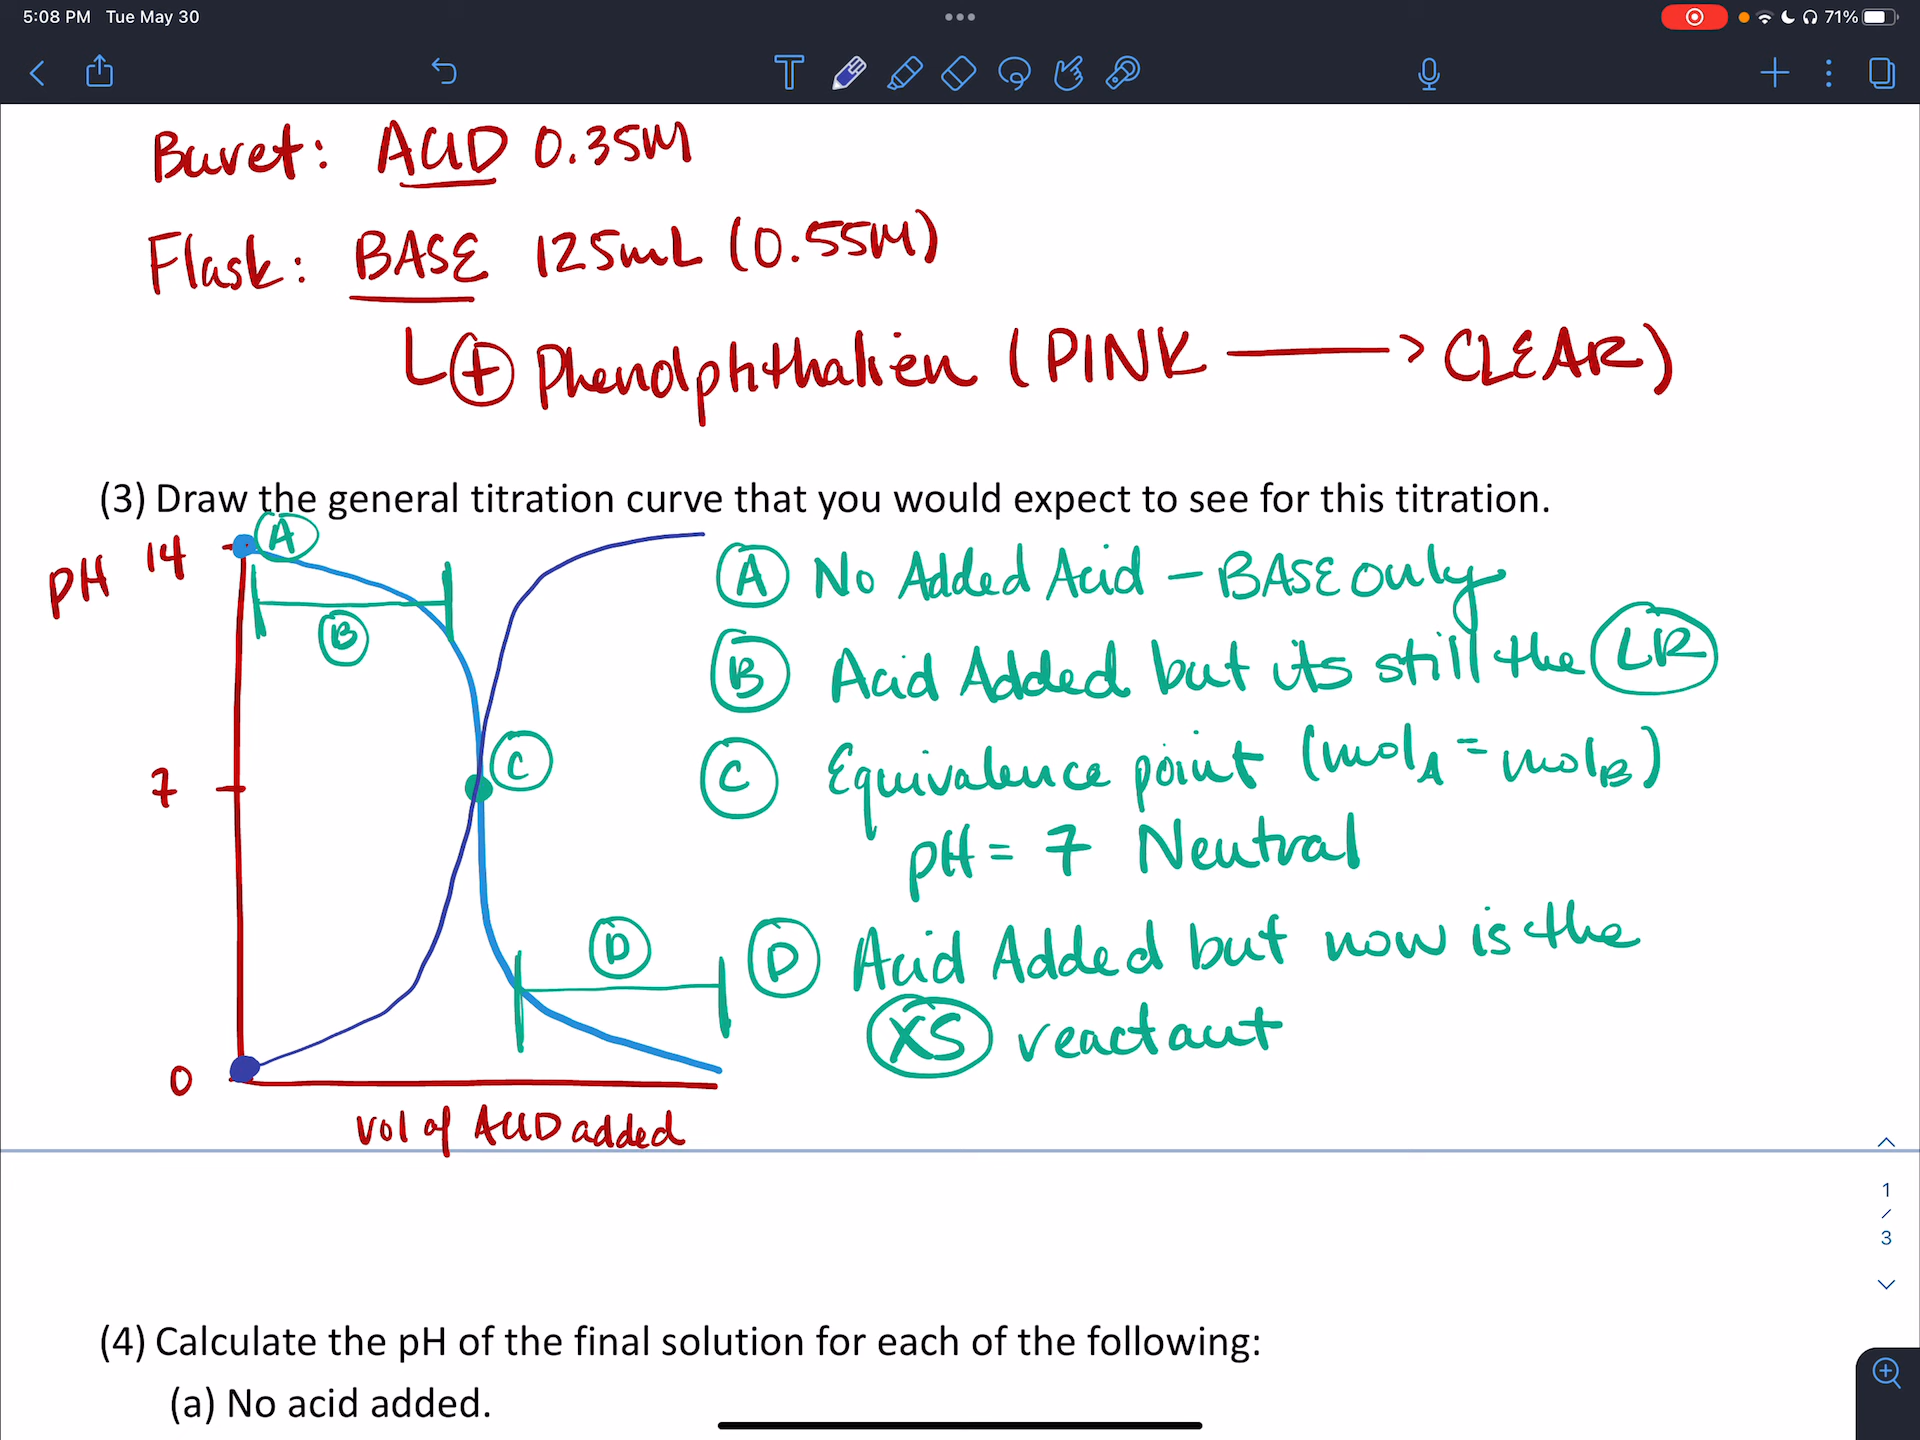 5:08 PM Tue May 30
71%
Buret: ACID 0.35M
Flask: BASE 125mL (0.55M)
+ Phenolphthalien (PINK → CLEAR)
(3) Draw the general titration curve that you would expect to see for this titration.
A
pH 14
B
C
7
D
0
vol of ACID added
A No Added Acid - BASE only
B Acid Added but its still the LR
C Equivalence point (molA = molB)
pH = 7 Neutral
D Acid Added but now is the
XS reactant
1
/
3
(4) Calculate the pH of the final solution for each of the following:
(a) No acid added.